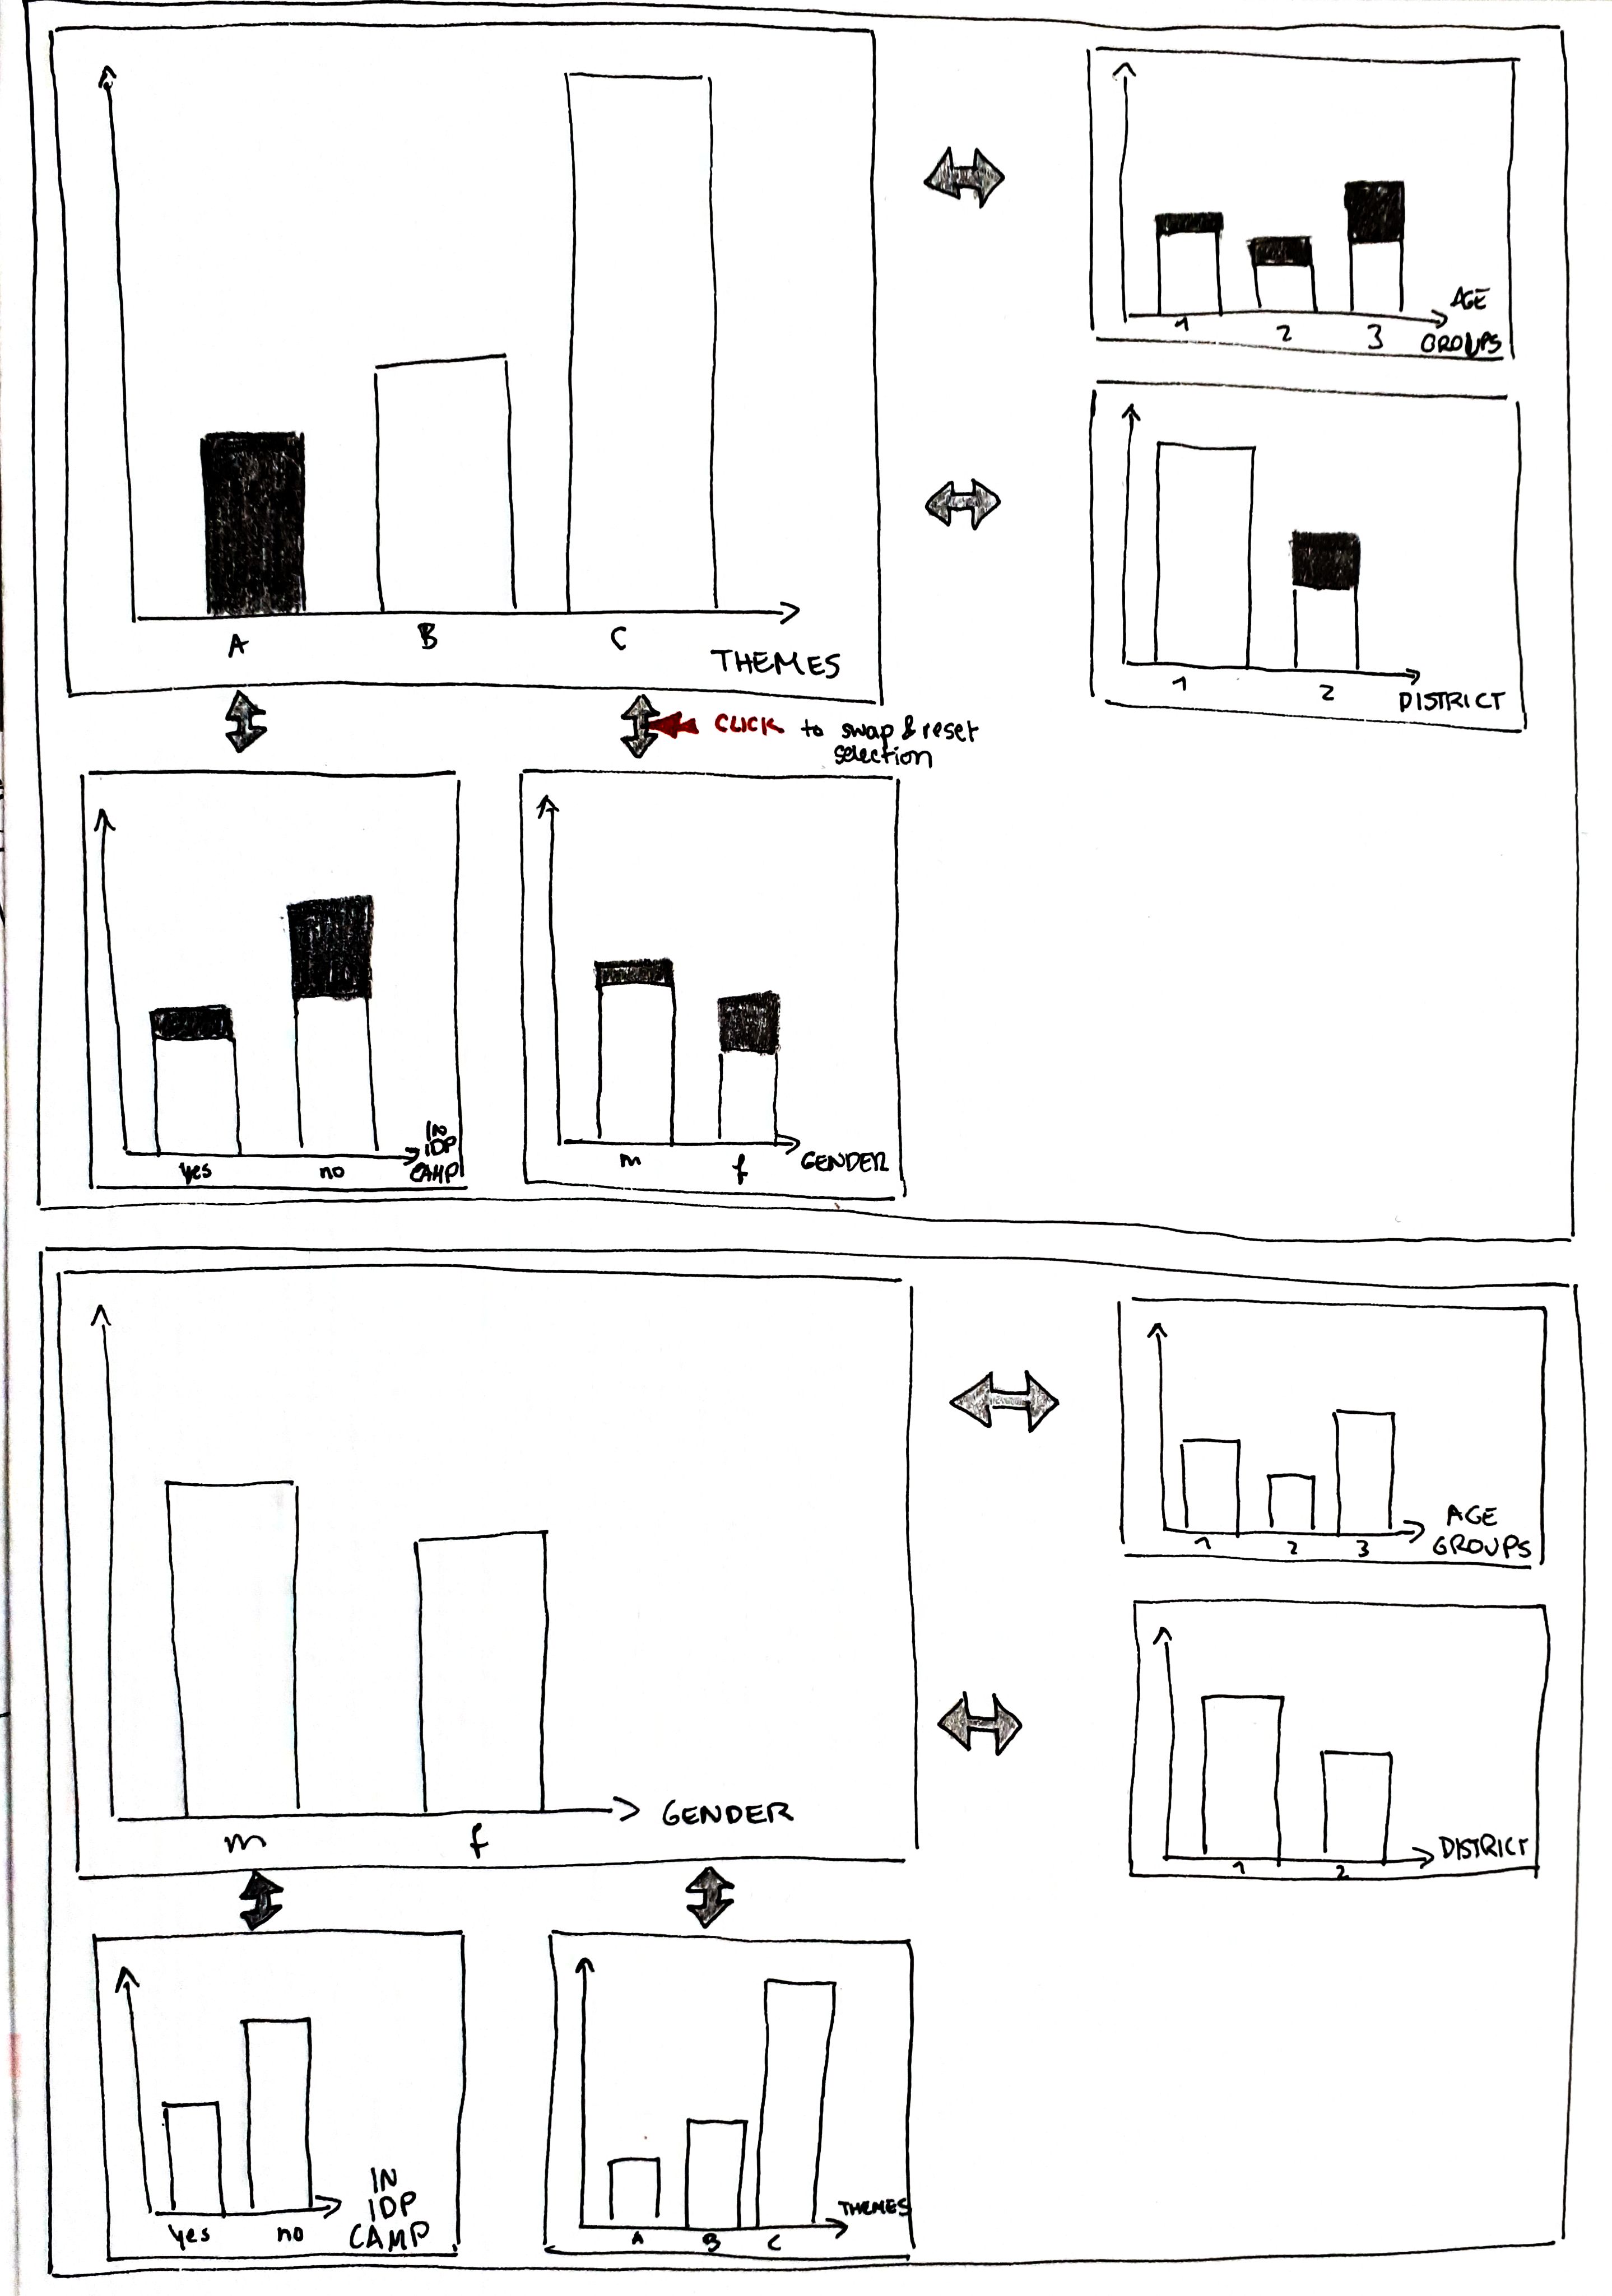 1 2 3
AGE
GROUPS
A B C
THEMES
1 2
DISTRICT
CLICK to swap & reset
selection
yes no
IN
IDP
CAMP
m f
GENDER
m f
GENDER
1 2 3
AGE
GROUPS
1 2
DISTRICT
yes no
IN
IDP
CAMP
A B C
THEMES